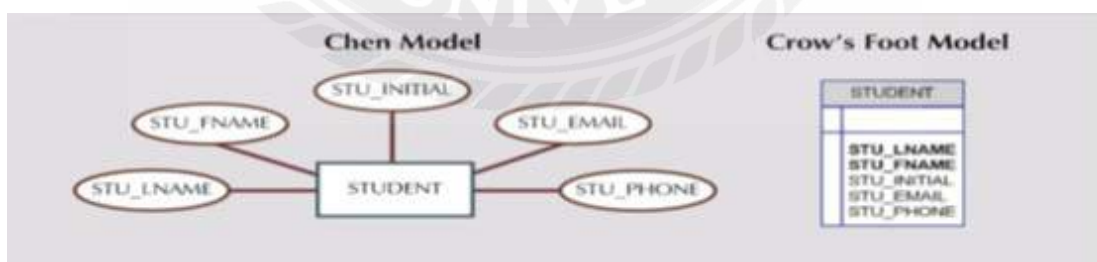 Chen Model
Crow's Foot Model
STU_INITIAL
STU_FNAME
STU_EMAIL
STU_LNAME
STUDENT
STU_PHONE
STUDENT
STU_LNAME
STU_FNAME
STU_INITIAL
STU_EMAIL
STU_PHONE